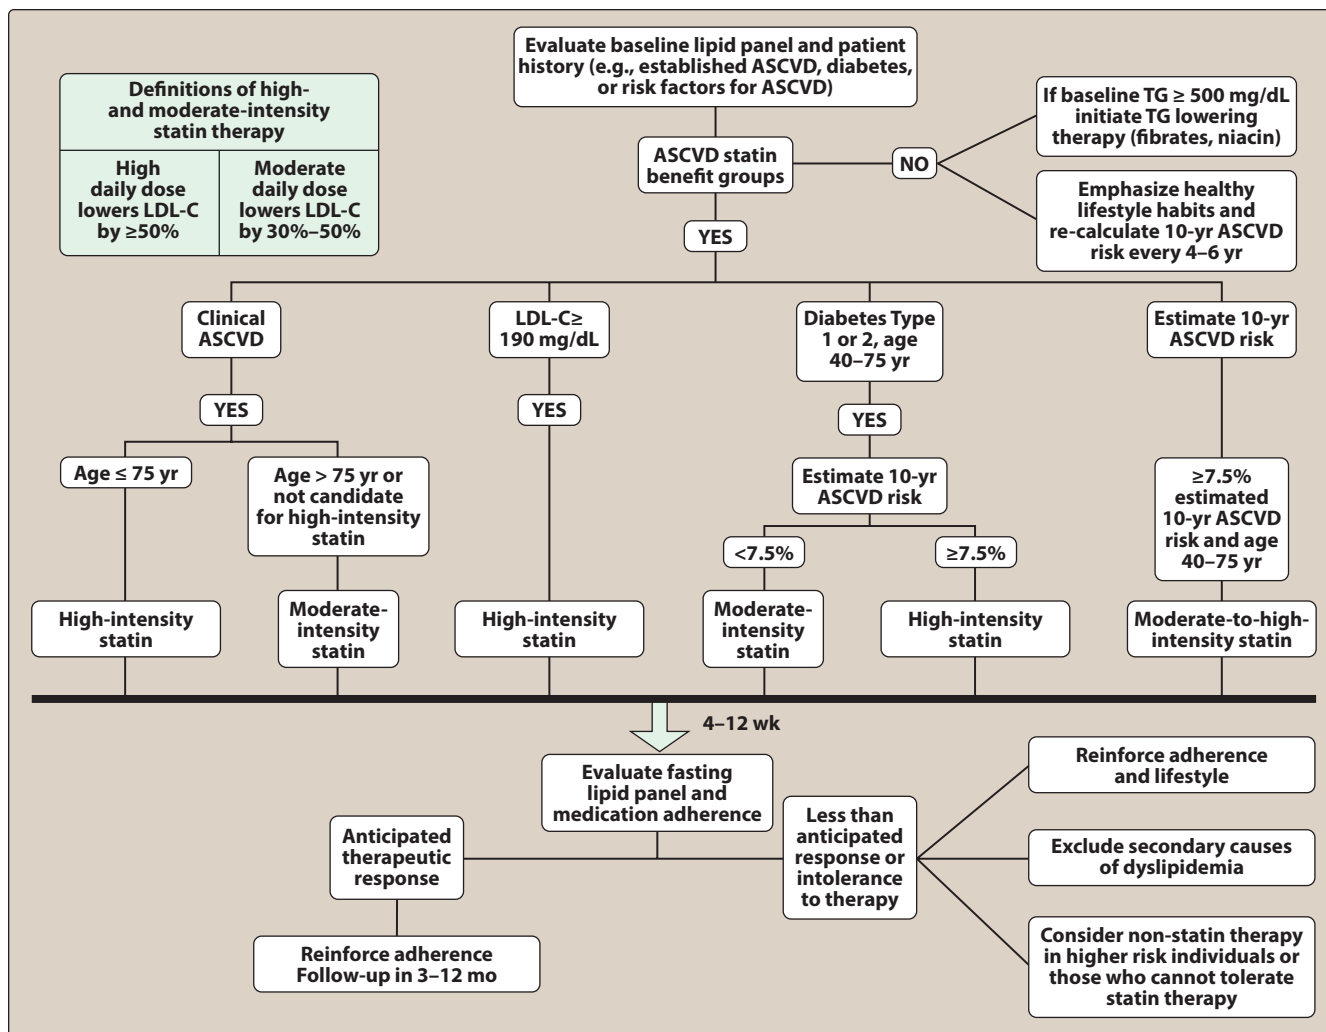 Evaluate baseline lipid panel and patient
history (e.g., established ASCVD, diabetes,
or risk factors for ASCVD)
Definitions of high-
and moderate-intensity
statin therapy
High
daily dose
lowers LDL-C
by ≥50%
Moderate
daily dose
lowers LDL-C
by 30%–50%
ASCVD statin
benefit groups
NO
If baseline TG ≥ 500 mg/dL
initiate TG lowering
therapy (fibrates, niacin)
Emphasize healthy
lifestyle habits and
re-calculate 10-yr ASCVD
risk every 4–6 yr
YES
Clinical
ASCVD
YES
Age ≤ 75 yr
High-intensity
statin
Age > 75 yr or
not candidate
for high-intensity
statin
Moderate-
intensity
statin
LDL-C≥
190 mg/dL
YES
High-intensity
statin
Diabetes Type
1 or 2, age
40–75 yr
YES
Estimate 10-yr
ASCVD risk
<7.5%
Moderate-
intensity
statin
≥7.5%
High-intensity
statin
Estimate 10-yr
ASCVD risk
≥7.5%
estimated
10-yr ASCVD
risk and age
40–75 yr
Moderate-to-high-
intensity statin
4–12 wk
Evaluate fasting
lipid panel and
medication adherence
Anticipated
therapeutic
response
Reinforce adherence
Follow-up in 3–12 mo
Less than
anticipated
response or
intolerance
to therapy
Reinforce adherence
and lifestyle
Exclude secondary causes
of dyslipidemia
Consider non-statin therapy
in higher risk individuals or
those who cannot tolerate
statin therapy